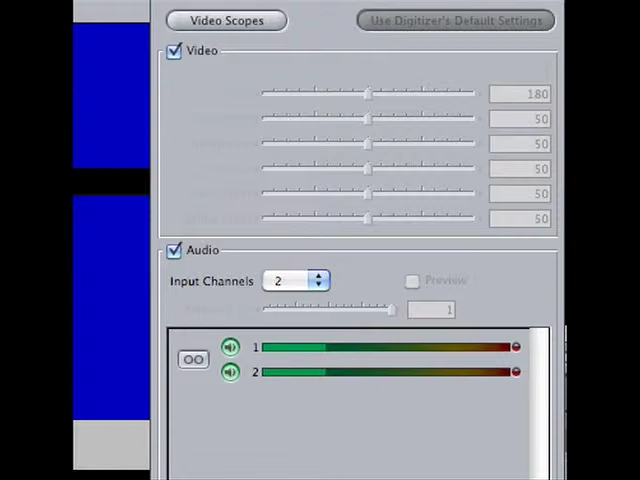 Video Scopes
Use Digitizer's Default Settings
Video
180
50
50
50
50
50
Audio
Input Channels 2
Preview
1
1
2